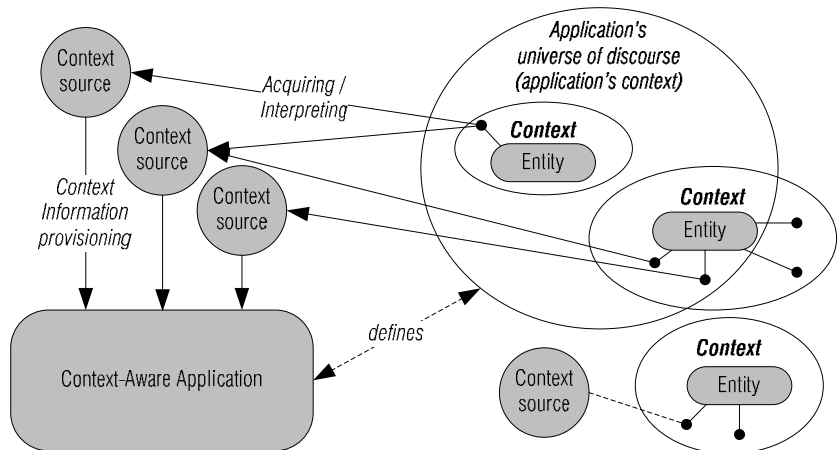 Context
source
Acquiring /
Interpreting
Application's
universe of discourse
(application's context)
Context
source
Context
Entity
Context
Information
provisioning
Context
source
Context
Entity
defines
Context-Aware Application
Context
source
Context
Entity